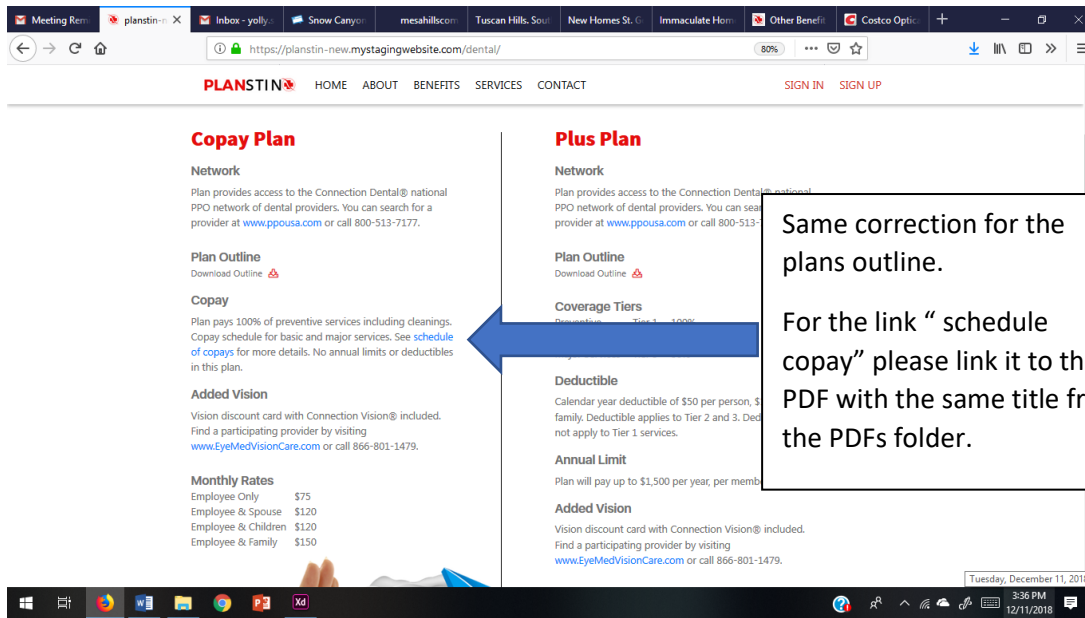 Meeting Rem
planstin-n
Inbox - yolly.s
Snow Canyon
mesahillscom
Tuscan Hills. Sout
New Homes St. G
Immaculate Hom
Other Benefit
Costco Optica
https://planstin-new.mystagingwebsite.com/dental/
80%
PLANSTIN HOME ABOUT BENEFITS SERVICES CONTACT SIGN IN SIGN UP
Copay Plan
Network
Plan provides access to the Connection Dental® national
PPO network of dental providers. You can search for a
provider at www.ppousa.com or call 800-513-7177.
Plan Outline
Download Outline
Copay
Plan pays 100% of preventive services including cleanings.
Copay schedule for basic and major services. See schedule
of copays for more details. No annual limits or deductibles
in this plan.
Added Vision
Vision discount card with Connection Vision® included.
Find a participating provider by visiting
www.EyeMedVisionCare.com or call 866-801-1479.
Monthly Rates
Employee Only $75
Employee & Spouse $120
Employee & Children $120
Employee & Family $150
Plus Plan
Network
Plan provides access to the Connection Dental® national
PPO network of dental providers. You can sear
provider at www.ppousa.com or call 800-513-
Plan Outline
Download Outline
Coverage Tiers
Preventive Tier 1 100%
Deductible
Calendar year deductible of $50 per person, $
family. Deductible applies to Tier 2 and 3. Ded
not apply to Tier 1 services.
Annual Limit
Plan will pay up to $1,500 per year, per memb
Added Vision
Vision discount card with Connection Vision® included.
Find a participating provider by visiting
www.EyeMedVisionCare.com or call 866-801-1479.
Same correction for the
plans outline.
For the link “ schedule
copay” please link it to th
PDF with the same title fr
the PDFs folder.
Tuesday, December 11, 2018
3:36 PM
12/11/2018